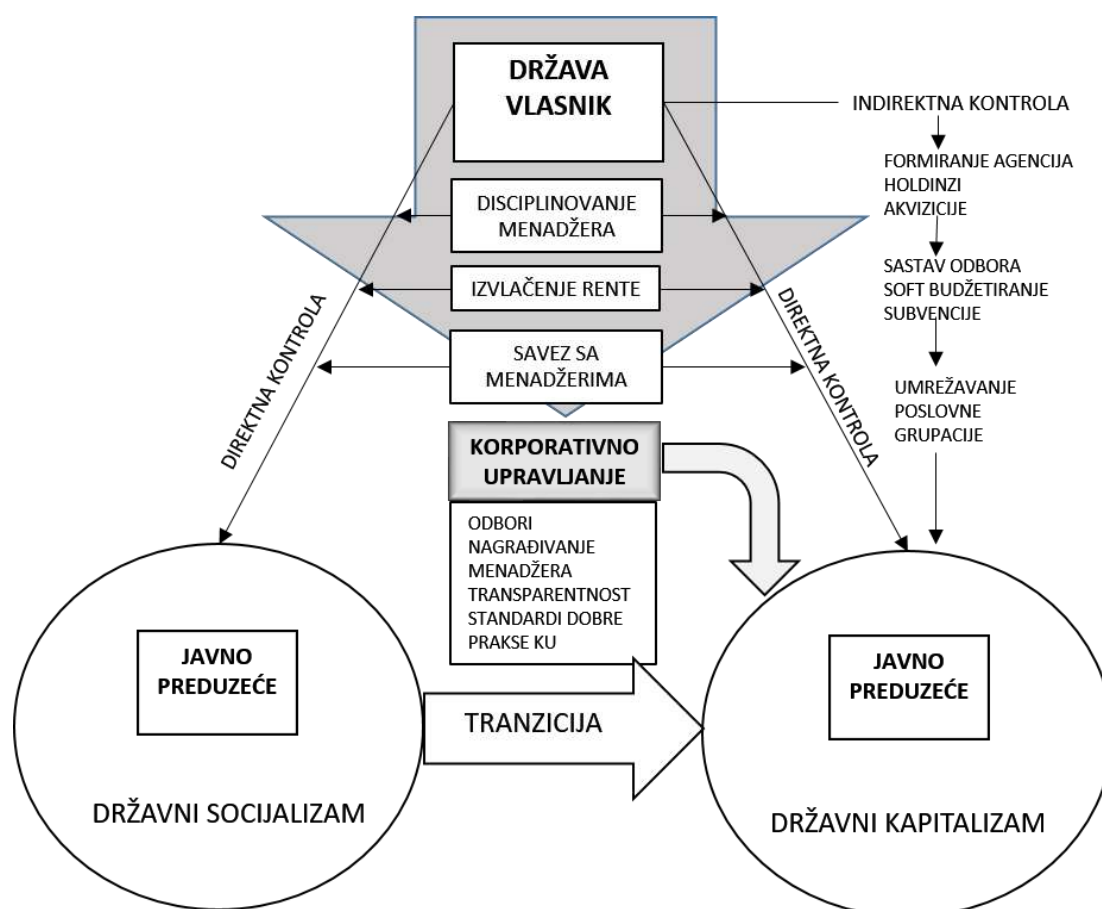 DRŽAVA
VLASNIK
INDIREKTNA KONTROLA
FORMIRANJE AGENCIJA
HOLDINZI
AKVIZICIJE
DISCIPLINOVANJE
MENADŽERA
SASTAV ODBORA
SOFT BUDŽETIRANJE
SUBVENCIJE
IZVLAČENJE RENTE
DIREKTNA KONTROLA
DIREKTNA KONTROLA
SAVEZ SA
MENADŽERIMA
UMREŽAVANJE
POSLOVNE
GRUPACIJE
KORPORATIVNO
UPRAVLJANJE
ODBORI
NAGRAĐIVANJE
MENADŽERA
TRANSPARENTNOST
STANDARDI DOBRE
PRAKSE KU
JAVNO
PREDUZEĆE
JAVNO
PREDUZEĆE
TRANZICIJA
DRŽAVNI SOCIJALIZAM
DRŽAVNI KAPITALIZAM